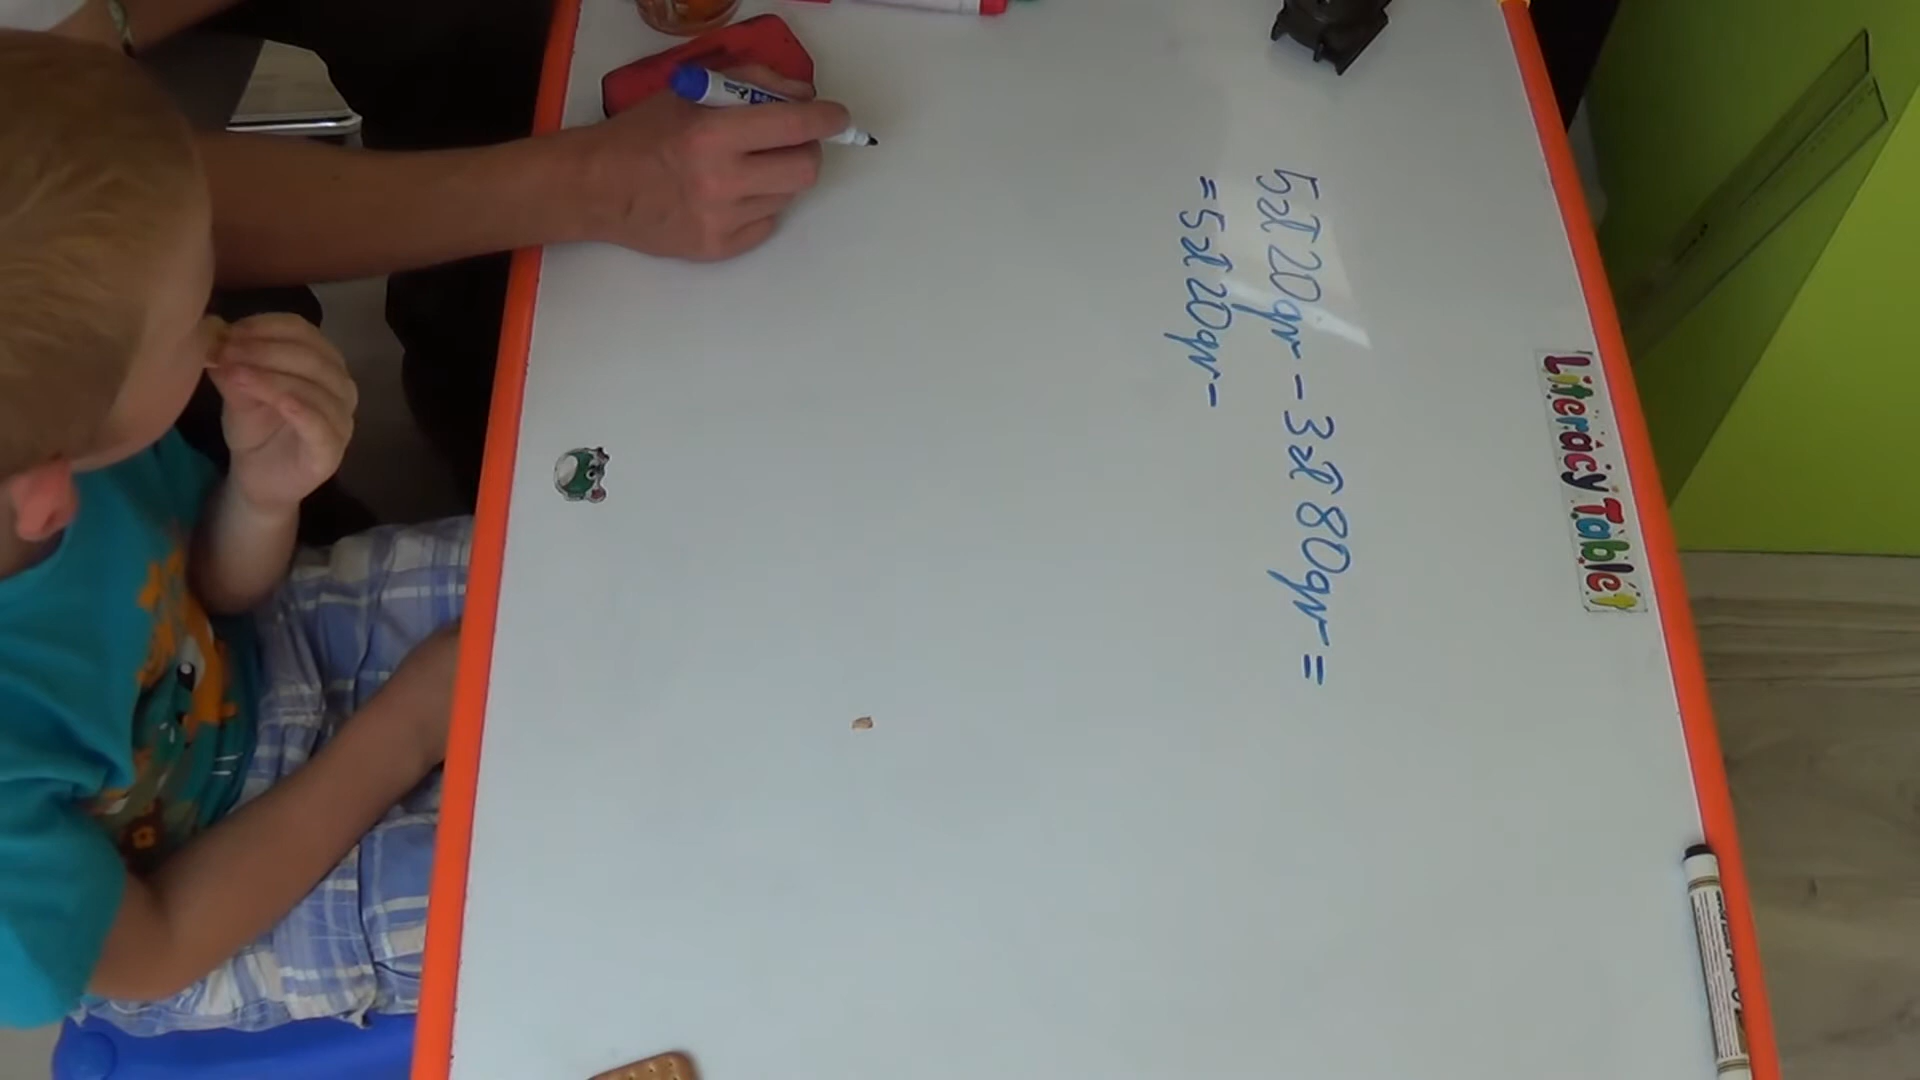 Literacy Table
5zł 20gr - 3zł 80gr =
= 5zł 20gr -